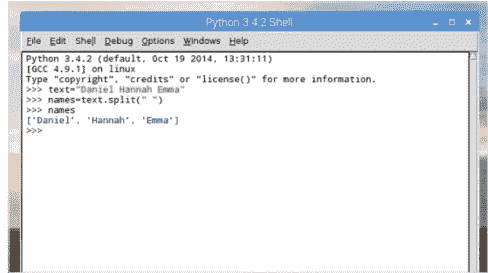 Python 3.4.2 Shell
File Edit Shell Debug Options Windows Help
Python 3.4.2 (default, Oct 19 2014, 13:31:11)
[GCC 4.9.1] on linux
Type "copyright", "credits" or "license()" for more information.
>>> text="Daniel Hannah Emma"
>>> names=text.split(" ")
>>> names
['Daniel', 'Hannah', 'Emma']
>>>